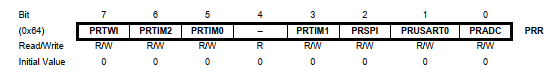 Bit 7 6 5 4 3 2 1 0
(0x64) PRTWI PRTIM2 PRTIM0 – PRTIM1 PRSPI PRUSART0 PRADC PRR
Read/Write R/W R/W R/W R R/W R/W R/W R/W
Initial Value 0 0 0 0 0 0 0 0